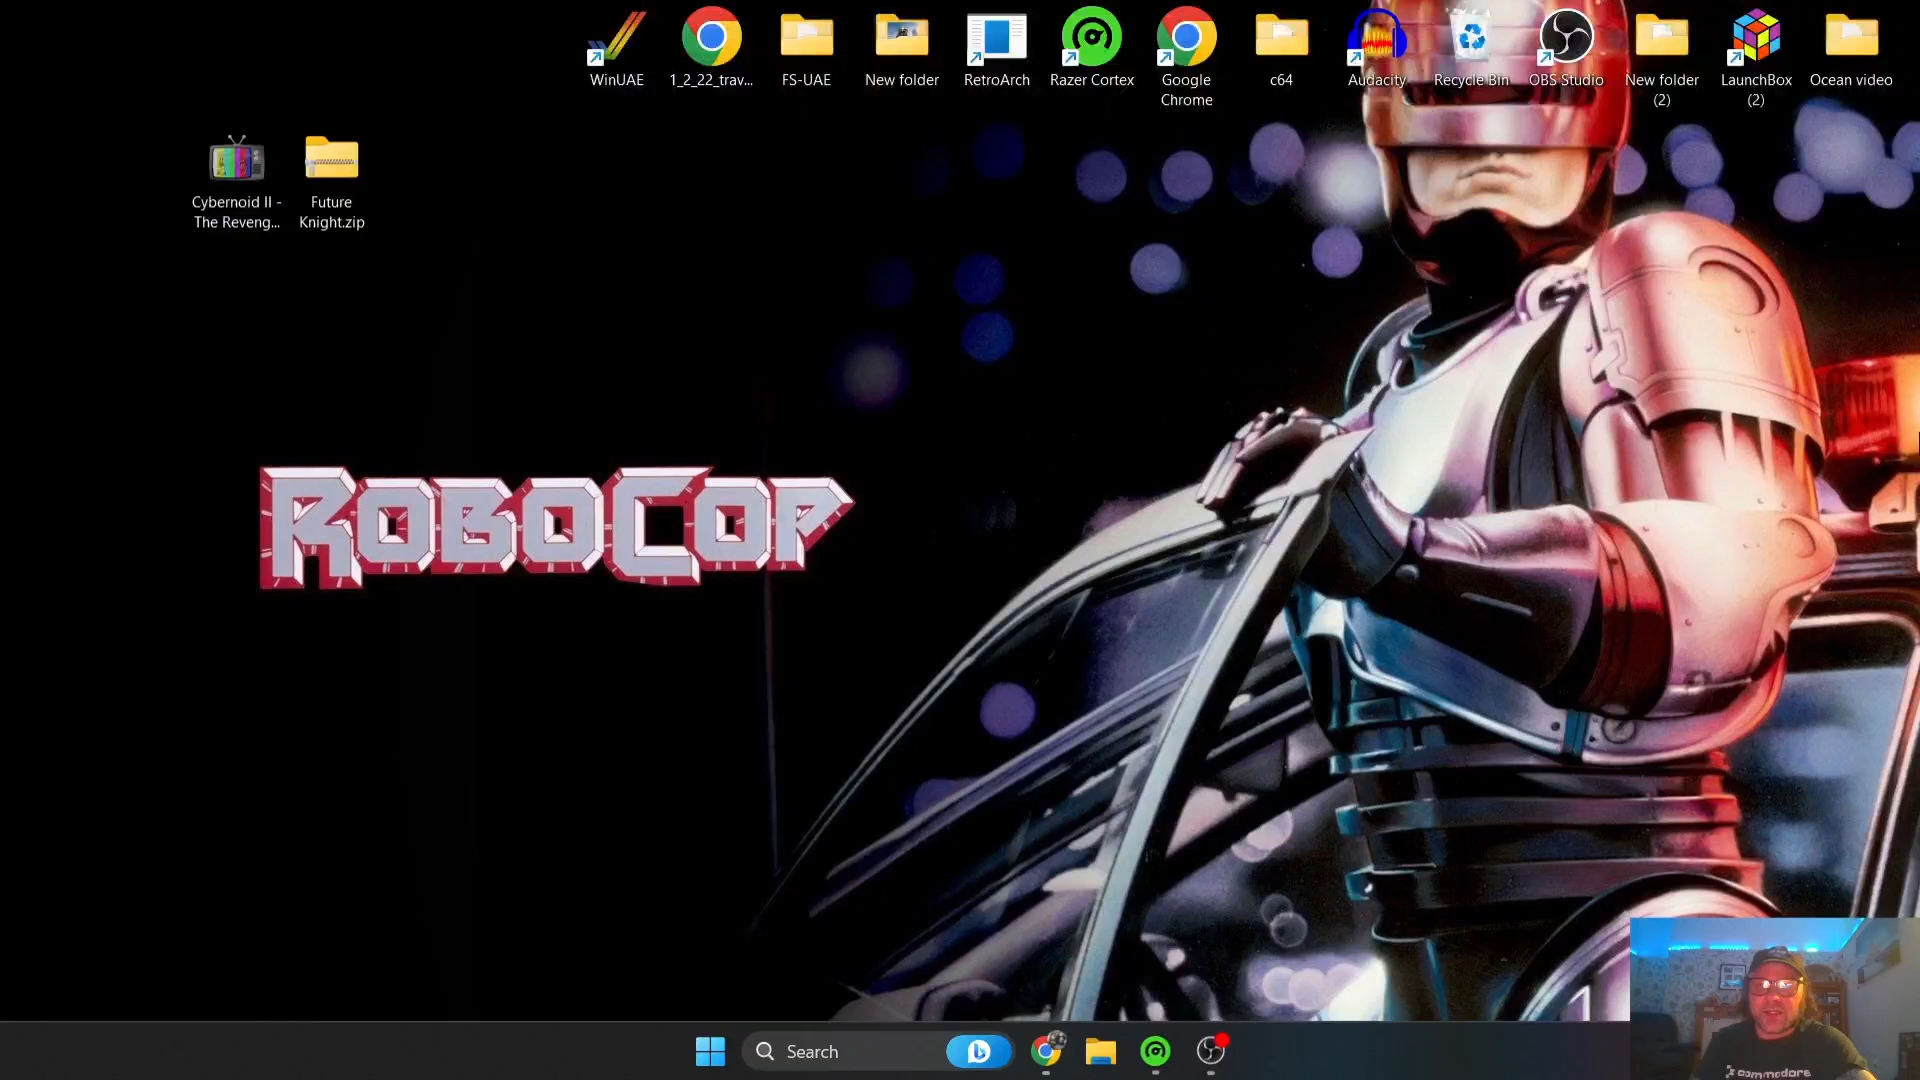 WinUAE
1_2_22_trav...
FS-UAE
New folder
RetroArch
Razer Cortex
Google
Chrome
c64
Audacity
Recycle Bin
OBS Studio
New folder
(2)
LaunchBox
(2)
Ocean video
Cybernoid II -
The Reveng...
Future
Knight.zip
ROBOCOP
Search
commodore